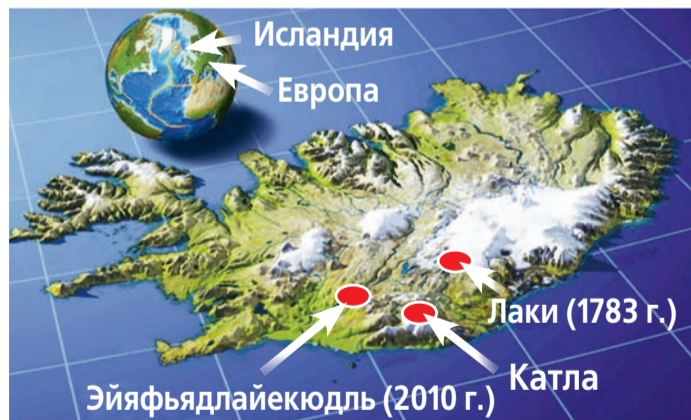 Исландия
Европа
Лаки (1783 г.)
Катла
Эйяфьядлайекюдль (2010 г.)